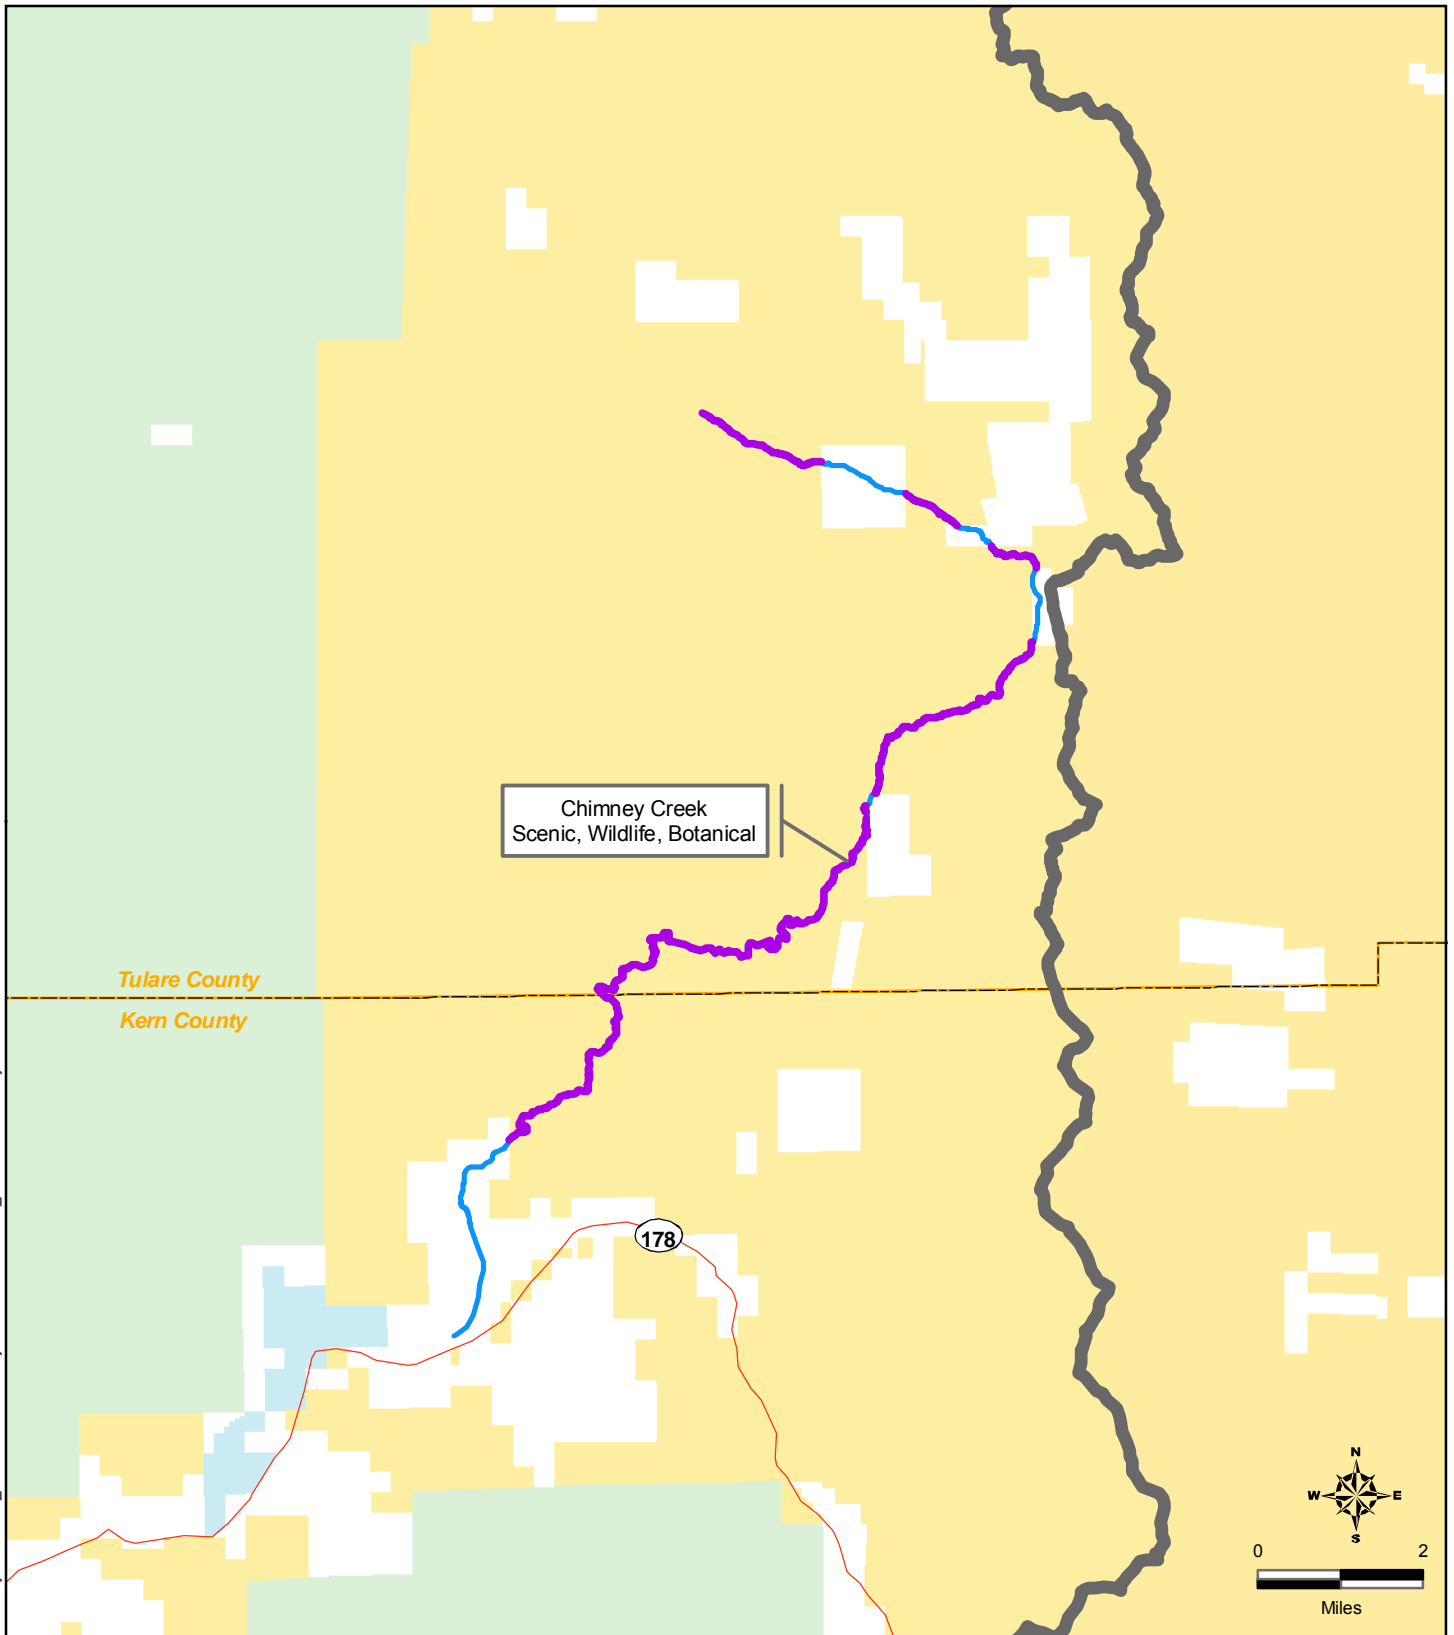 Chimney Creek
Scenic, Wildlife, Botanical
Tulare County
Kern County
178
N
W E
S
0 2
Miles